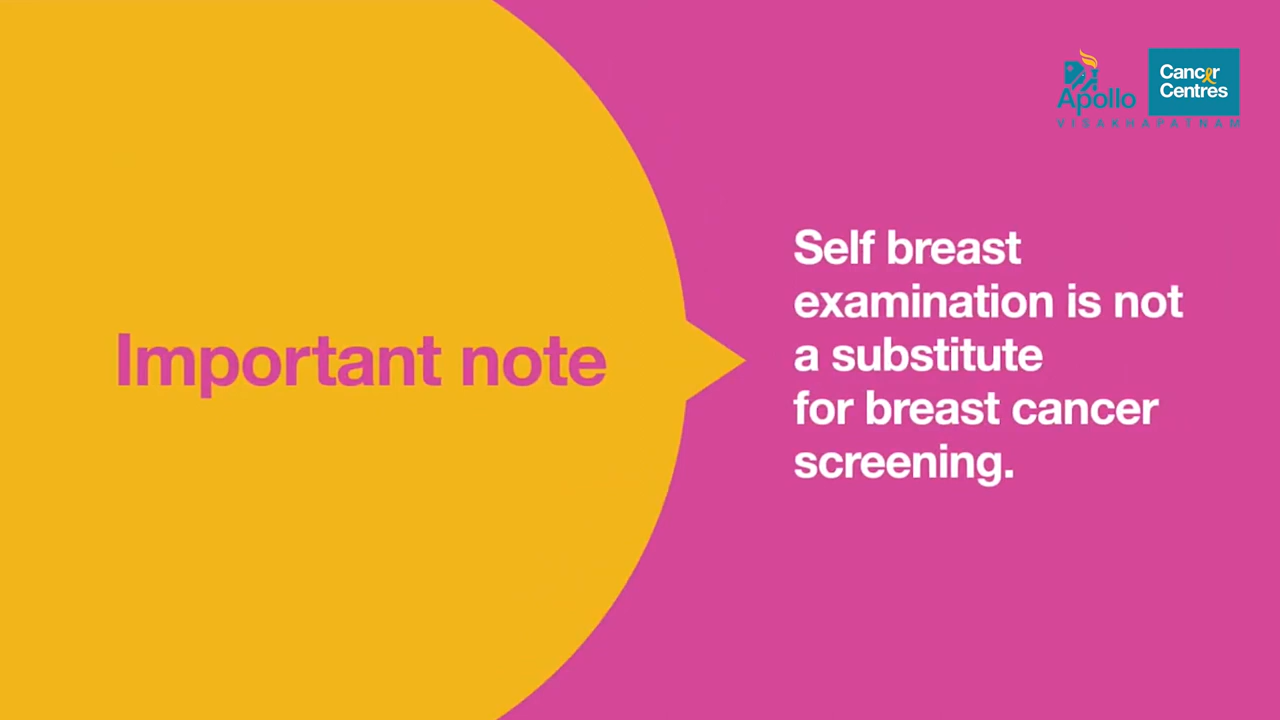 Apollo
Cancer
Centres
VISAKHAPATNAM
Important note
Self breast
examination is not
a substitute
for breast cancer
screening.